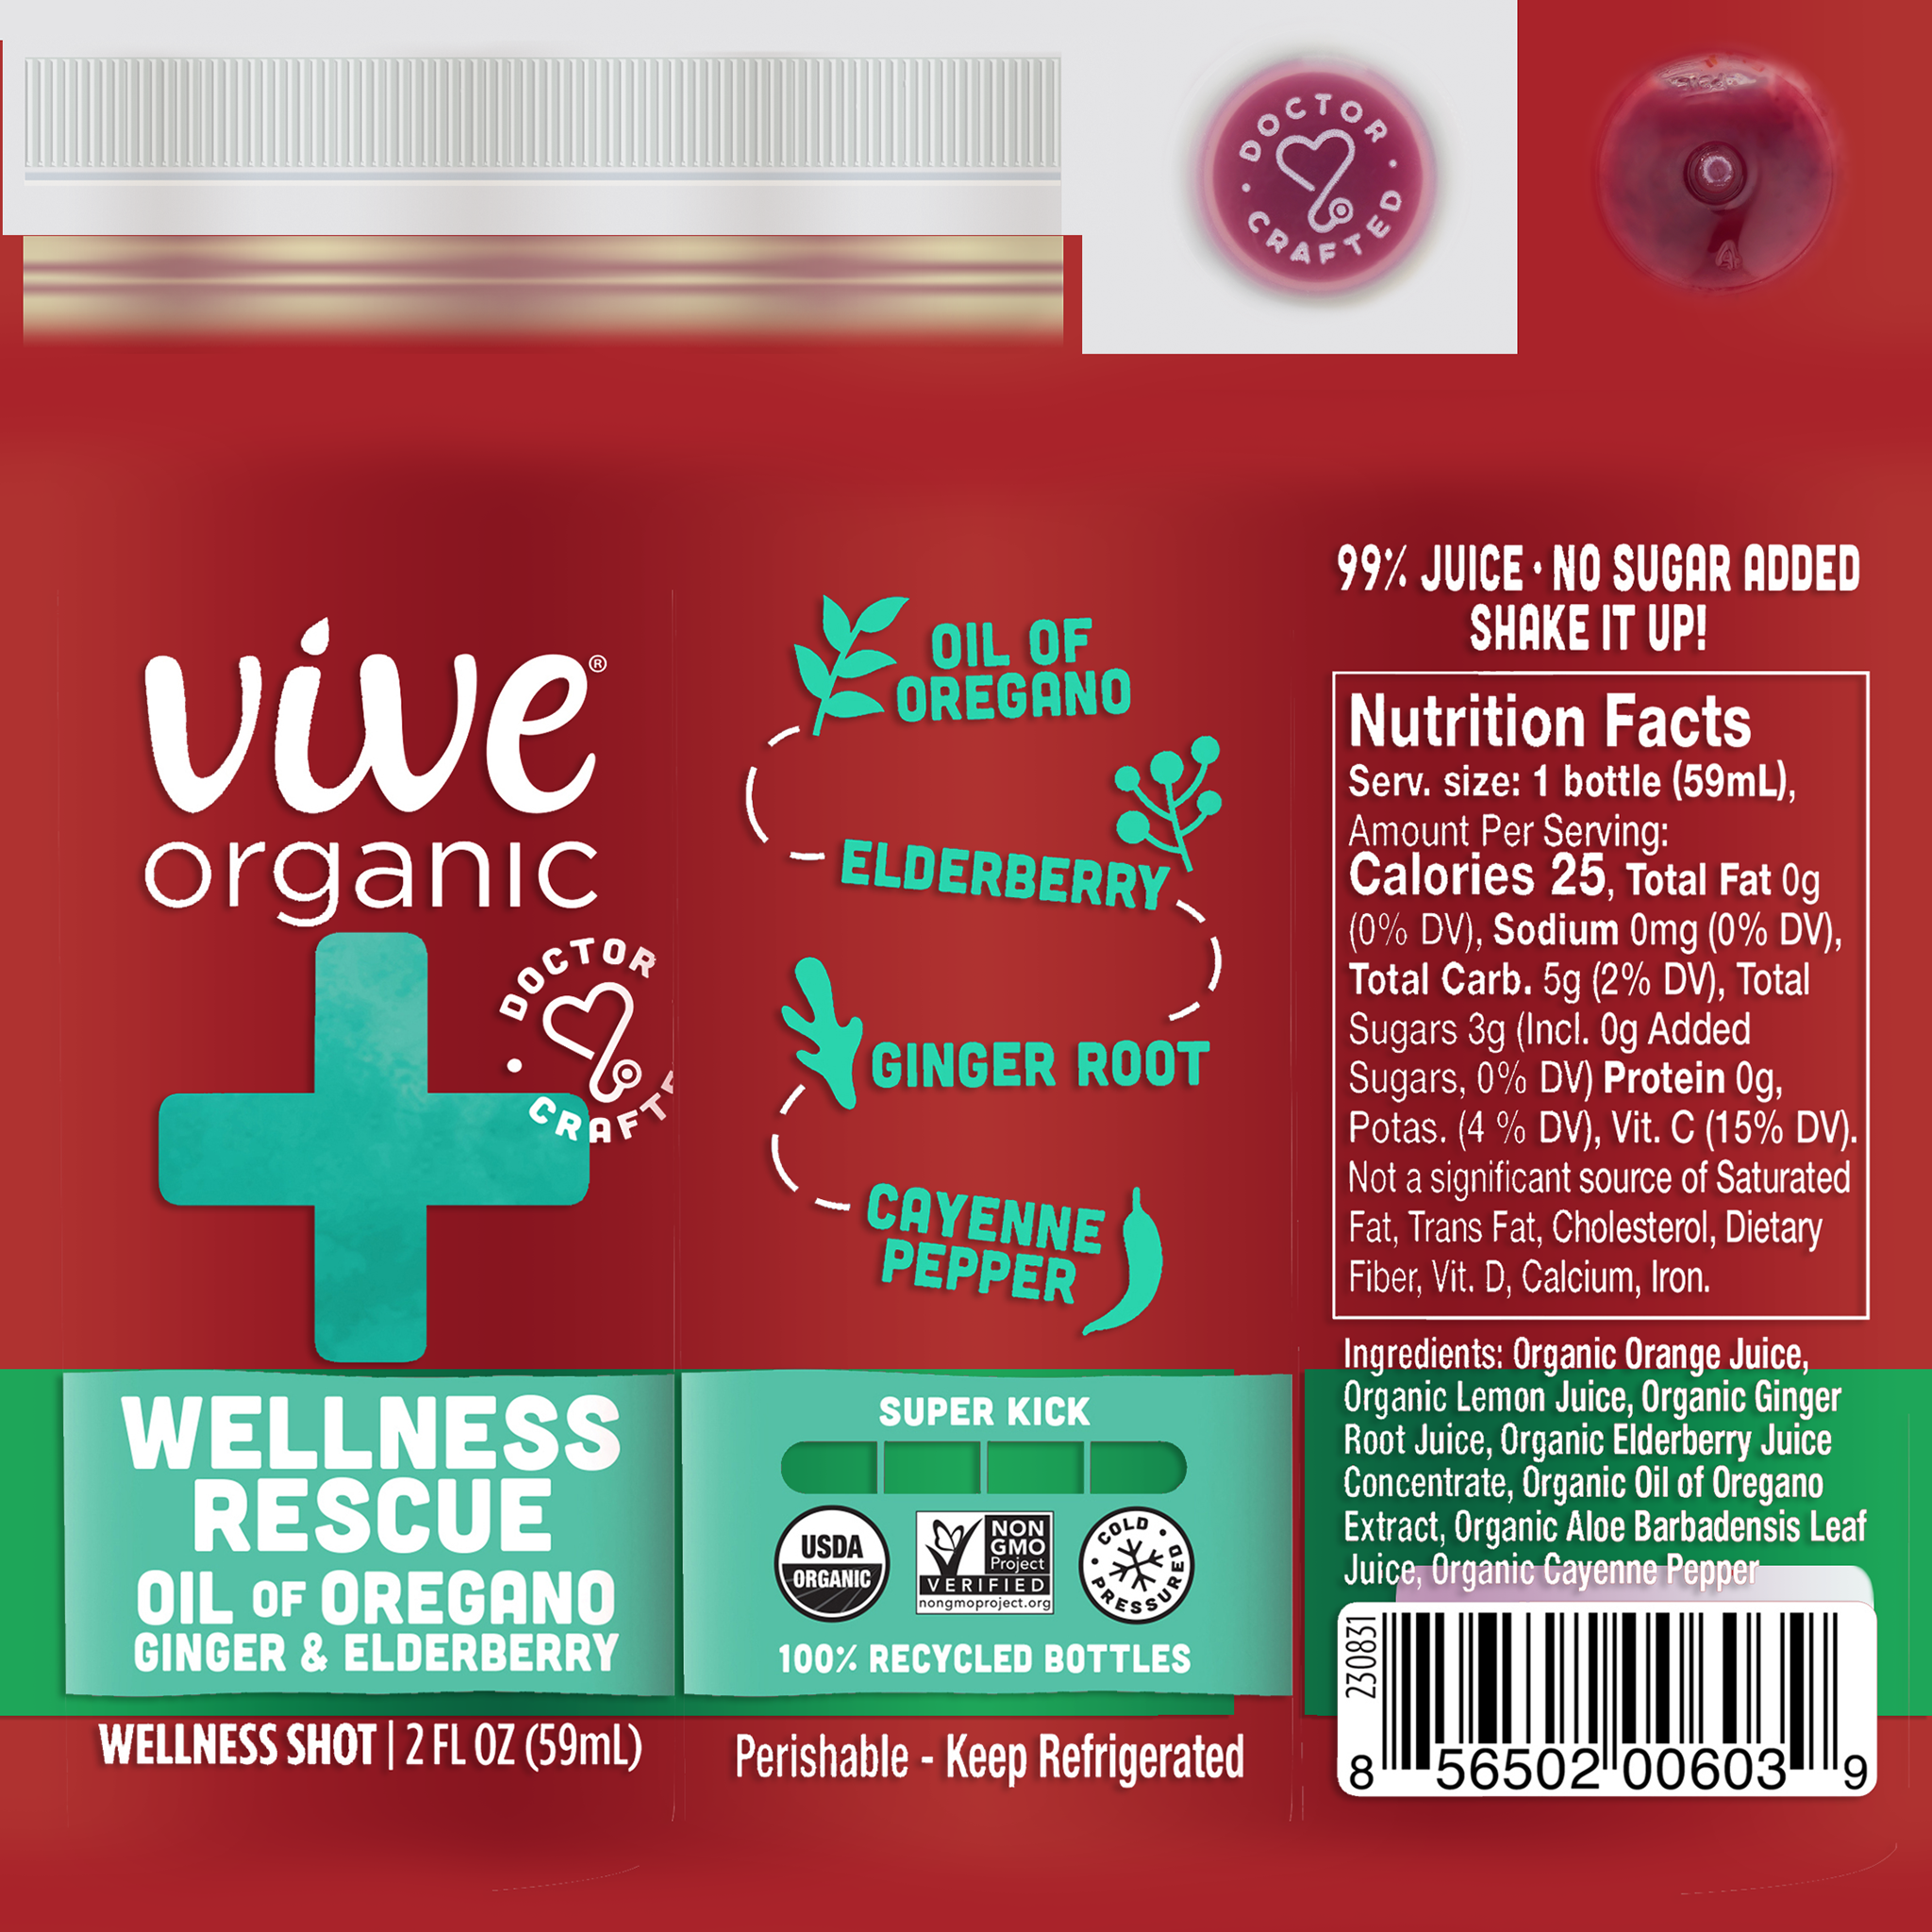 DOCTOR
CRAFTED
vive®
organic
DOCTOR
CRAFTE
WELLNESS
RESCUE
OIL OF OREGANO
GINGER & ELDERBERRY
WELLNESS SHOT | 2 FL OZ (59mL)
OIL OF
OREGANO
ELDERBERRY
GINGER ROOT
CAYENNE
PEPPER
SUPER KICK
USDA
ORGANIC
NON
GMO
Project
VERIFIED
nongmoproject.org
COLD
PRESSURED
100% RECYCLED BOTTLES
Perishable - Keep Refrigerated
99% JUICE · NO SUGAR ADDED
SHAKE IT UP!
Nutrition Facts
Serv. size: 1 bottle (59mL),
Amount Per Serving:
Calories 25, Total Fat 0g
(0% DV), Sodium 0mg (0% DV),
Total Carb. 5g (2% DV), Total
Sugars 3g (Incl. 0g Added
Sugars, 0% DV) Protein 0g,
Potas. (4 % DV), Vit. C (15% DV).
Not a significant source of Saturated
Fat, Trans Fat, Cholesterol, Dietary
Fiber, Vit. D, Calcium, Iron.
Ingredients: Organic Orange Juice,
Organic Lemon Juice, Organic Ginger
Root Juice, Organic Elderberry Juice
Concentrate, Organic Oil of Oregano
Extract, Organic Aloe Barbadensis Leaf
Juice, Organic Cayenne Pepper
230831
8 56502 00603 9